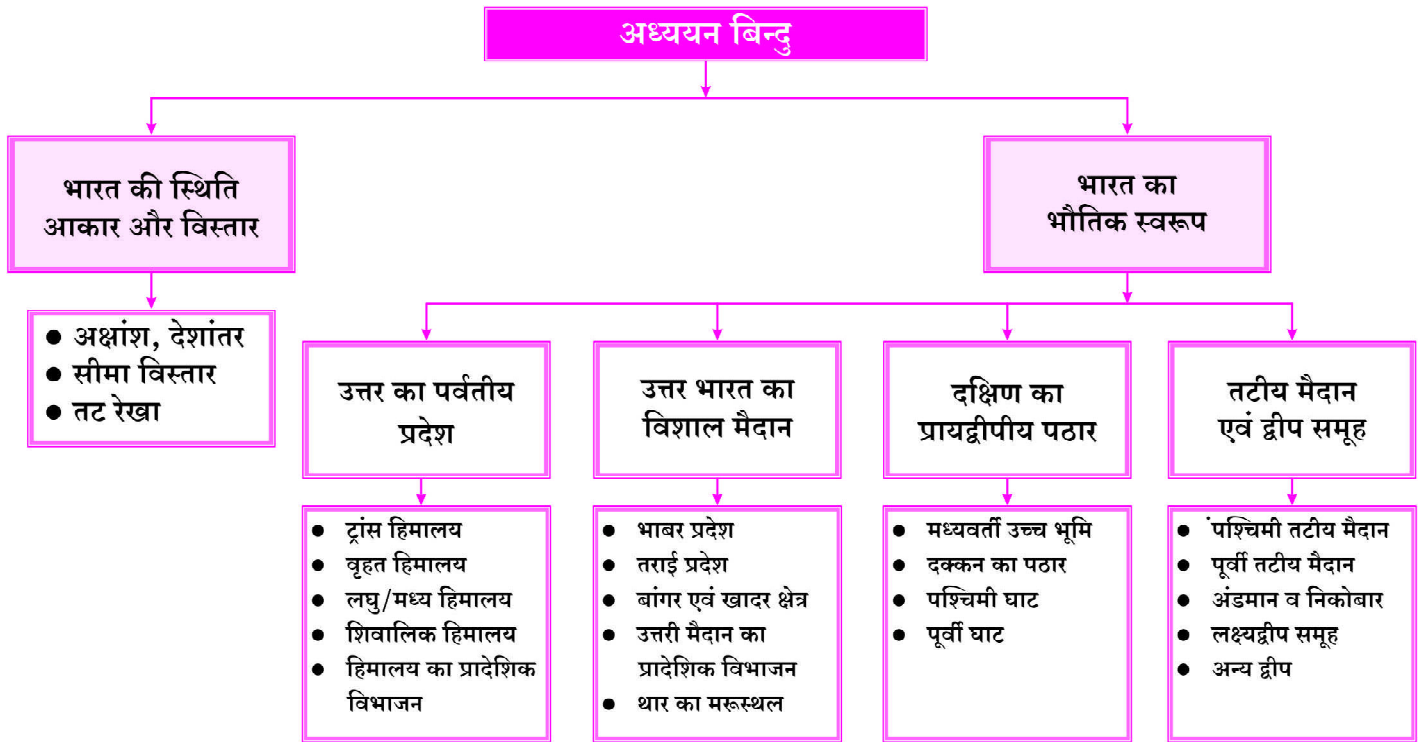 अध्ययन बिन्दु
भारत की स्थिति
आकार और विस्तार
● अक्षांश, देशांतर
● सीमा विस्तार
● तट रेखा
भारत का
भौतिक स्वरूप
उत्तर का पर्वतीय
प्रदेश
● ट्रांस हिमालय
● वृहत हिमालय
● लघु/मध्य हिमालय
● शिवालिक हिमालय
● हिमालय का प्रादेशिक
विभाजन
उत्तर भारत का
विशाल मैदान
● भाबर प्रदेश
● तराई प्रदेश
● बांगर एवं खादर क्षेत्र
● उत्तरी मैदान का
प्रादेशिक विभाजन
● थार का मरूस्थल
दक्षिण का
प्रायद्वीपीय पठार
● मध्यवर्ती उच्च भूमि
● दक्कन का पठार
● पश्चिमी घाट
● पूर्वी घाट
तटीय मैदान
एवं द्वीप समूह
● ंपश्चिमी तटीय मैदान
● पूर्वी तटीय मैदान
● अंडमान व निकोबार
● लक्ष्यद्वीप समूह
● अन्य द्वीप